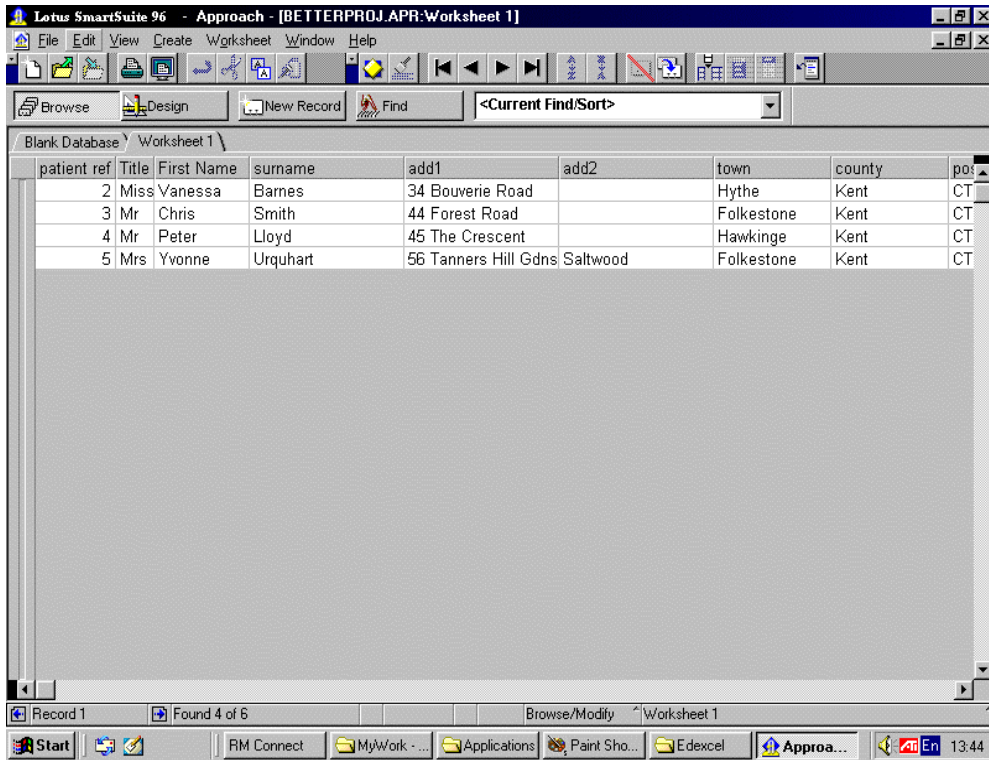 Lotus SmartSuite 96 - Approach - [BETTERPROJ.APR:Worksheet 1]
File Edit View Create Worksheet Window Help
Browse Design New Record Find <Current Find/Sort>
Blank Database Worksheet 1
patient ref Title First Name surname add1 add2 town county pos
2 Miss Vanessa Barnes 34 Bouverie Road Hythe Kent CT
3 Mr Chris Smith 44 Forest Road Folkestone Kent CT
4 Mr Peter Lloyd 45 The Crescent Hawkinge Kent CT
5 Mrs Yvonne Urquhart 56 Tanners Hill Gdns Saltwood Folkestone Kent CT
Record 1 Found 4 of 6 Browse/Modify Worksheet 1
Start RM Connect MyWork - ... Applications Paint Sho... Edexcel Approa... ATI En 13:44